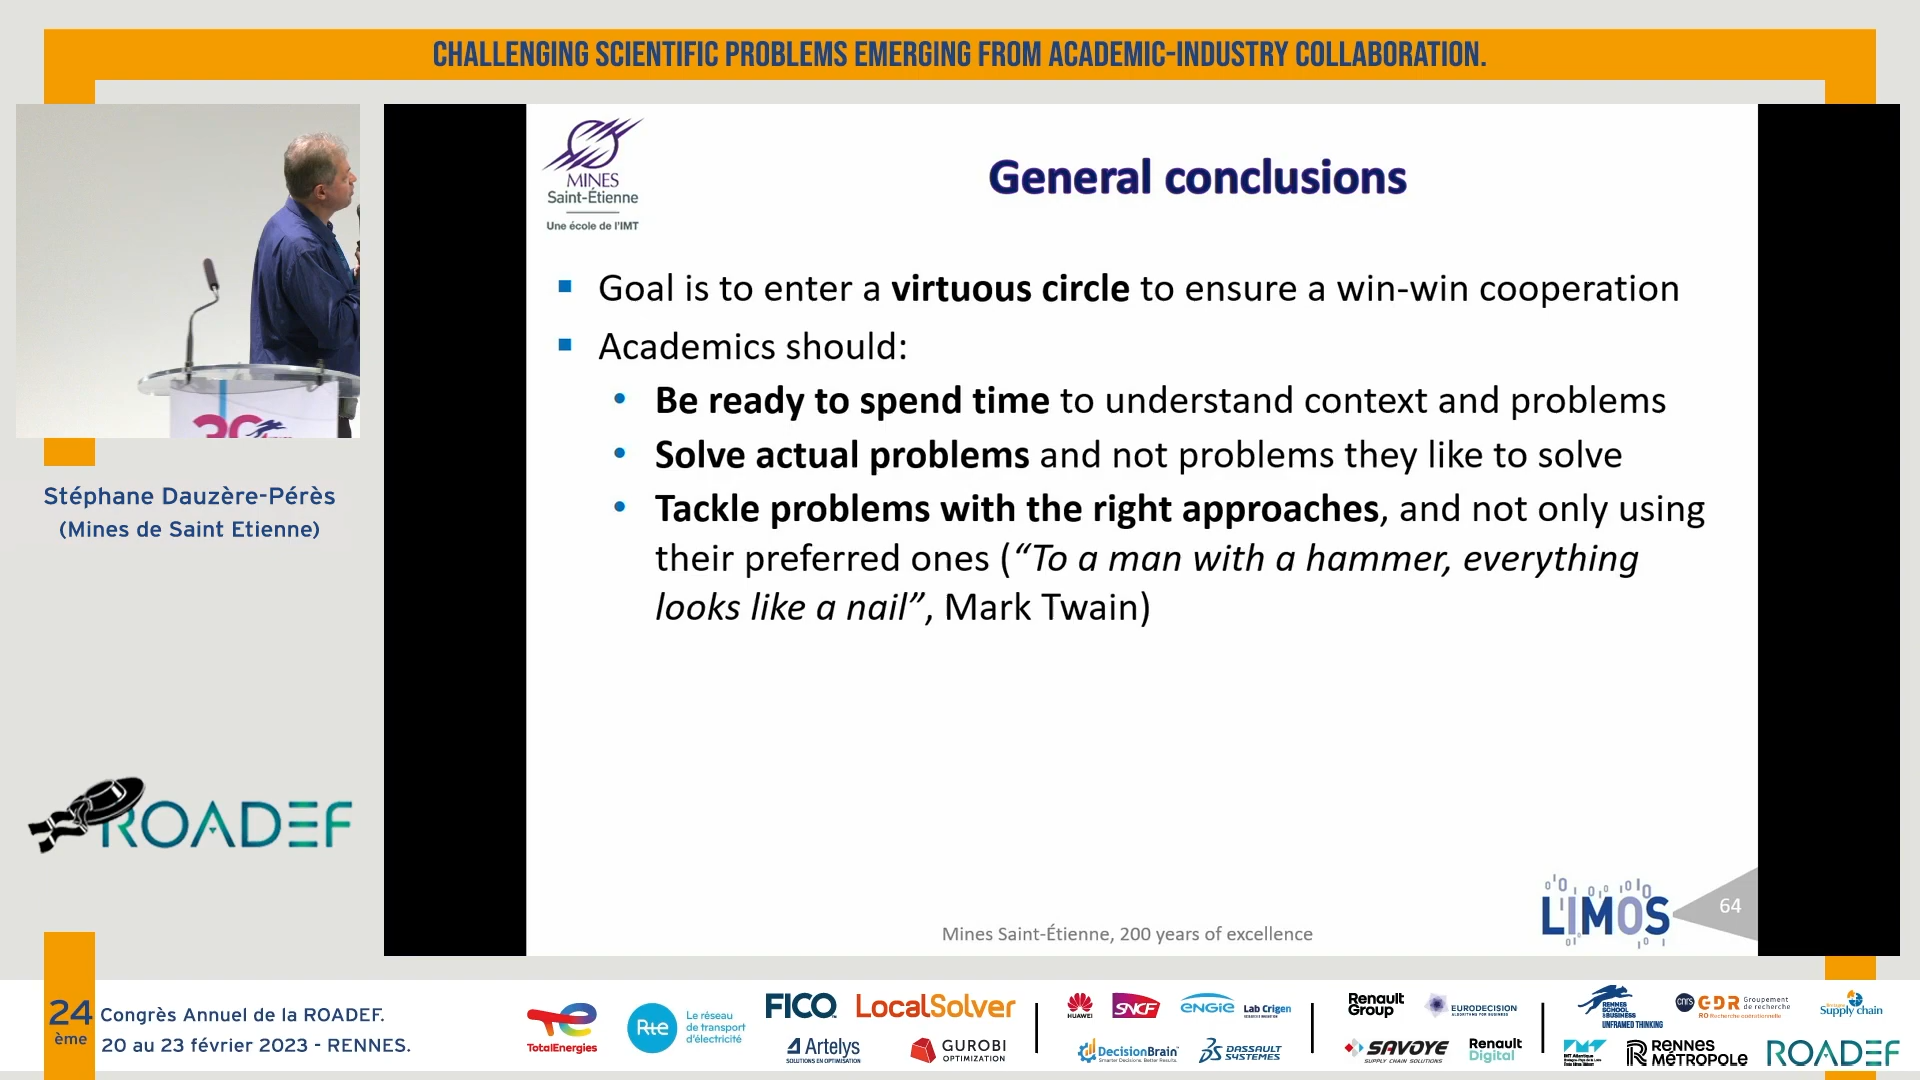 CHALLENGING SCIENTIFIC PROBLEMS EMERGING FROM ACADEMIC-INDUSTRY COLLABORATION.
MINES
Saint-Étienne
Une école de l'IMT
General conclusions
Goal is to enter a virtuous circle to ensure a win-win cooperation
Academics should:
Be ready to spend time to understand context and problems
Solve actual problems and not problems they like to solve
Tackle problems with the right approaches, and not only using
their preferred ones (“To a man with a hammer, everything
looks like a nail”, Mark Twain)
Mines Saint-Étienne, 200 years of excellence
LIMOS
64
Stéphane Dauzère-Pérès
(Mines de Saint Etienne)
ROADEF
24
ème
Congrès Annuel de la ROADEF.
20 au 23 février 2023 - RENNES.
TotalEnergies
Rte
Le réseau
de transport
d'électricité
FICO
LocalSolver
Artelys
SOLUTIONS EN OPTIMISATION
GUROBI
OPTIMIZATION
HUAWEI
SNCF
ENGIE
Lab Crigen
DecisionBrain
Smarter Decisions. Better Results.
DASSAULT
SYSTEMES
Renault
Group
EURODECISION
ALGORITHMS FOR BUSINESS
SAVOYE
SUPPLY CHAIN SOLUTIONS
Renault
Digital
RENNES
SCHOOL
OF BUSINESS
UNFRAMED THINKING
cnrs
GDR
Groupement
de recherche
RO Recherche opérationnelle
Supply chain
IMT Atlantique
RENNES
MÉTROPOLE
ROADEF